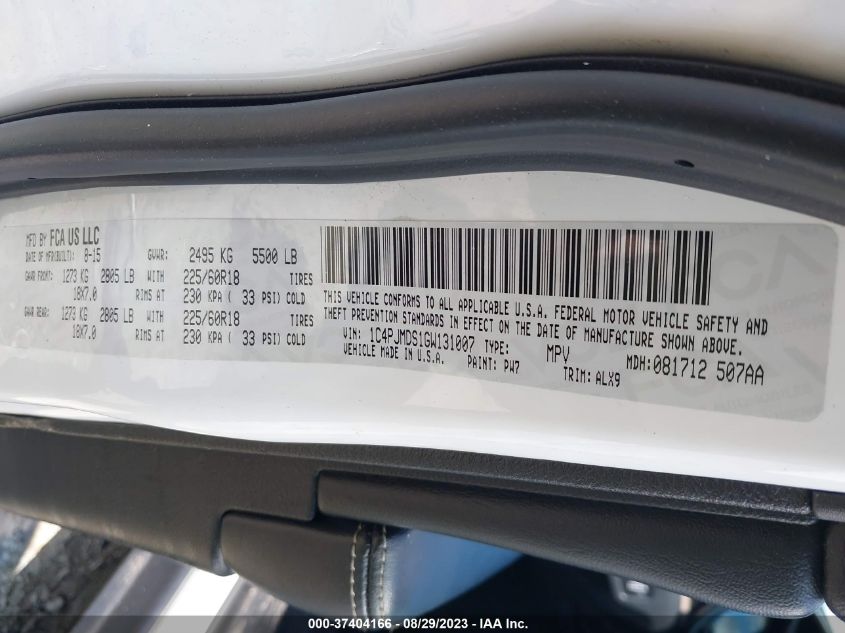 MFD BY FCA US LLC
DATE OF MFR(BUILT): 8-15 GVWR: 2495 KG 5500 LB
GAWR FRONT: 1273 KG 2805 LB WITH 225/60R18 TIRES
18X7.0 RIMS AT 230 KPA ( 33 PSI) COLD
GAWR REAR: 1273 KG 2805 LB WITH 225/60R18 TIRES
18X7.0 RIMS AT 230 KPA ( 33 PSI) COLD
THIS VEHICLE CONFORMS TO ALL APPLICABLE U.S.A. FEDERAL MOTOR VEHICLE SAFETY AND
THEFT PREVENTION STANDARDS IN EFFECT ON THE DATE OF MANUFACTURE SHOWN ABOVE.
VIN: 1C4PJMDS1GW131007 TYPE: MPV MDH:081712 507AA
VEHICLE MADE IN U.S.A. PAINT: PW7 TRIM: ALX9
000-37404166 - 08/29/2023 - IAAI.com